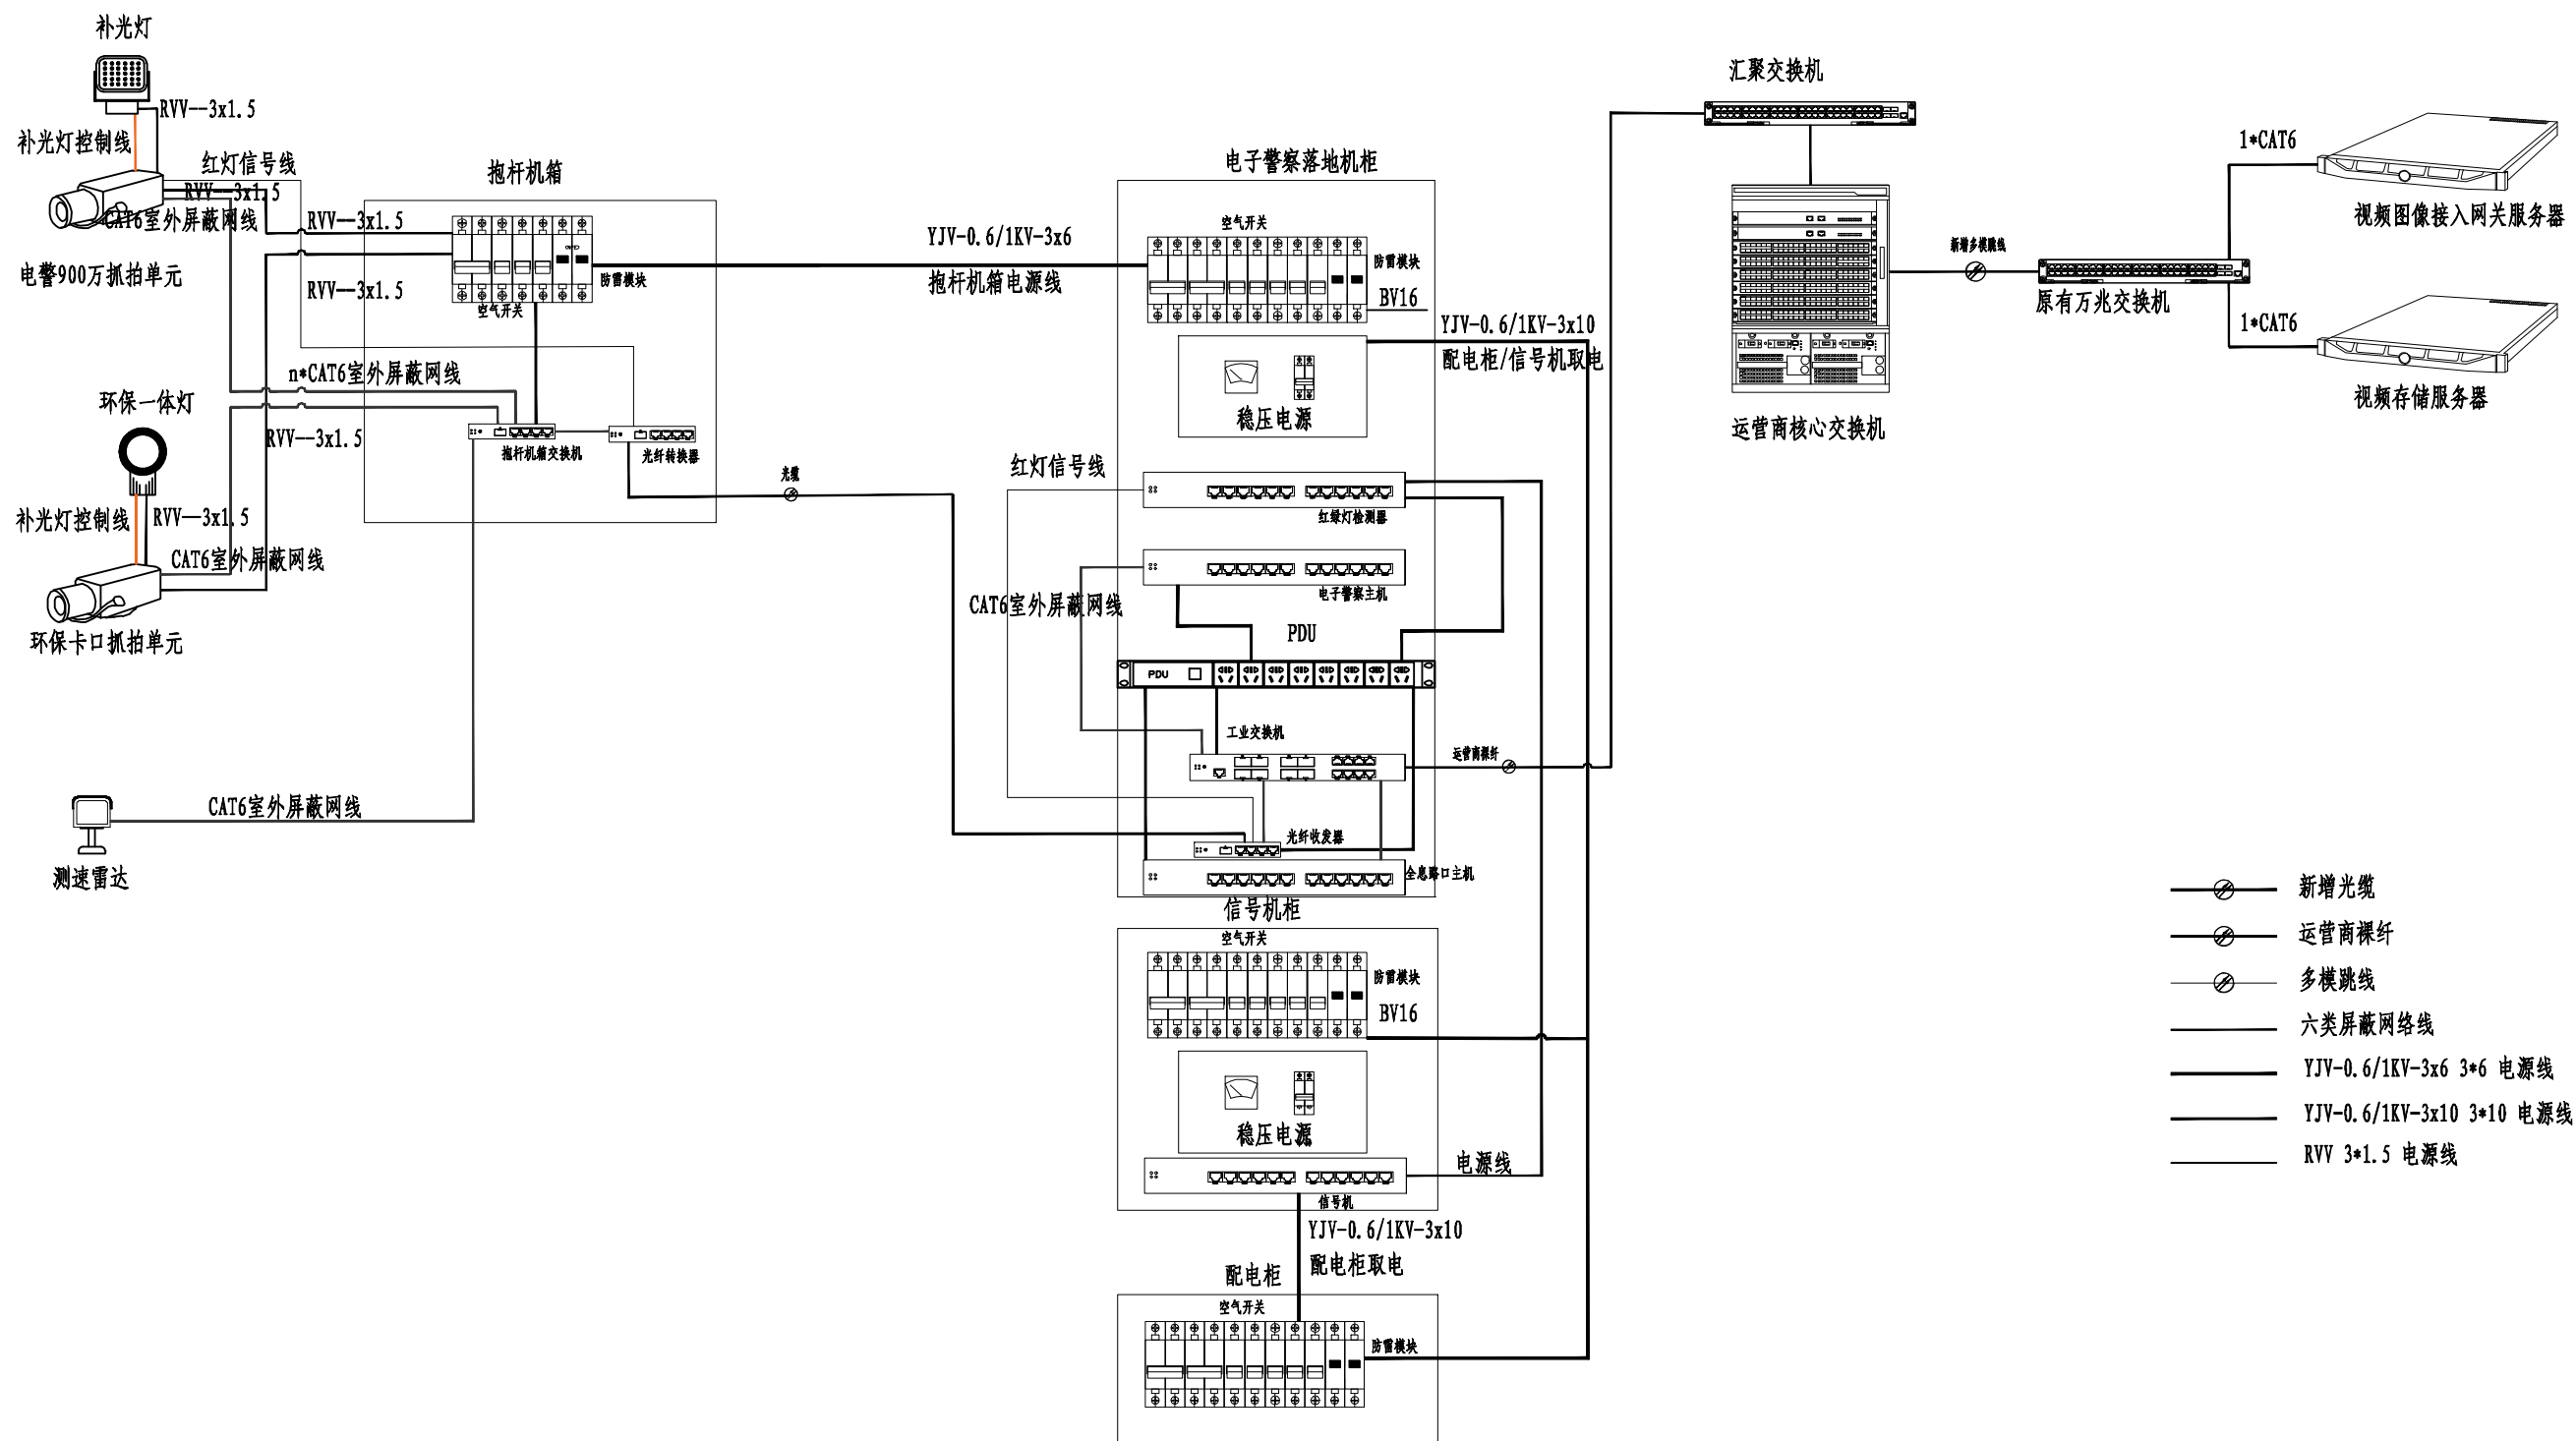 补光灯
RVV--3x1.5
补光灯控制线
红灯信号线
RVV--3x1.5
CAT6室外屏蔽网线
电警900万抓拍单元
抱杆机箱
RVV--3x1.5
RVV--3x1.5
防雷模块
空气开关
n*CAT6室外屏蔽网线
环保一体灯
RVV--3x1.5
抱杆机箱交换机
光纤转换器
补光灯控制线
RVV--3x1.5
CAT6室外屏蔽网线
环保卡口抓拍单元
CAT6室外屏蔽网线
测速雷达
YJV-0.6/1KV-3x6
抱杆机箱电源线
光缆
电子警察落地机柜
空气开关
防雷模块
BV16
YJV-0.6/1KV-3x10
配电柜/信号机取电
稳压电源
红灯信号线
红绿灯检测器
电子警察主机
CAT6室外屏蔽网线
PDU
PDU
工业交换机
运营商裸纤
光纤收发器
全息路口主机
信号机柜
空气开关
防雷模块
BV16
稳压电源
电源线
信号机
YJV-0.6/1KV-3x10
配电柜取电
配电柜
空气开关
防雷模块
汇聚交换机
运营商核心交换机
新增多模跳线
原有万兆交换机
1*CAT6
视频图像接入网关服务器
1*CAT6
视频存储服务器
新增光缆
运营商裸纤
多模跳线
六类屏蔽网络线
YJV-0.6/1KV-3x6 3*6 电源线
YJV-0.6/1KV-3x10 3*10 电源线
RVV 3*1.5 电源线